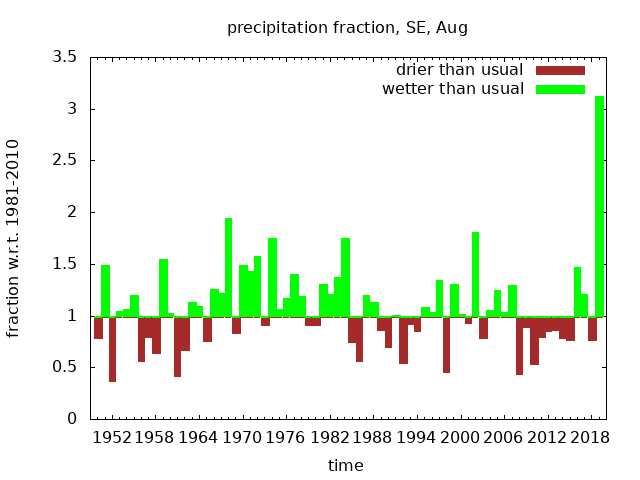 precipitation fraction, SE, Aug
3.5
3
2.5
2
1.5
1
0.5
0
fraction w.r.t. 1981-2010
drier than usual
wetter than usual
1952 1958 1964 1970 1976 1982 1988 1994 2000 2006 2012 2018
time